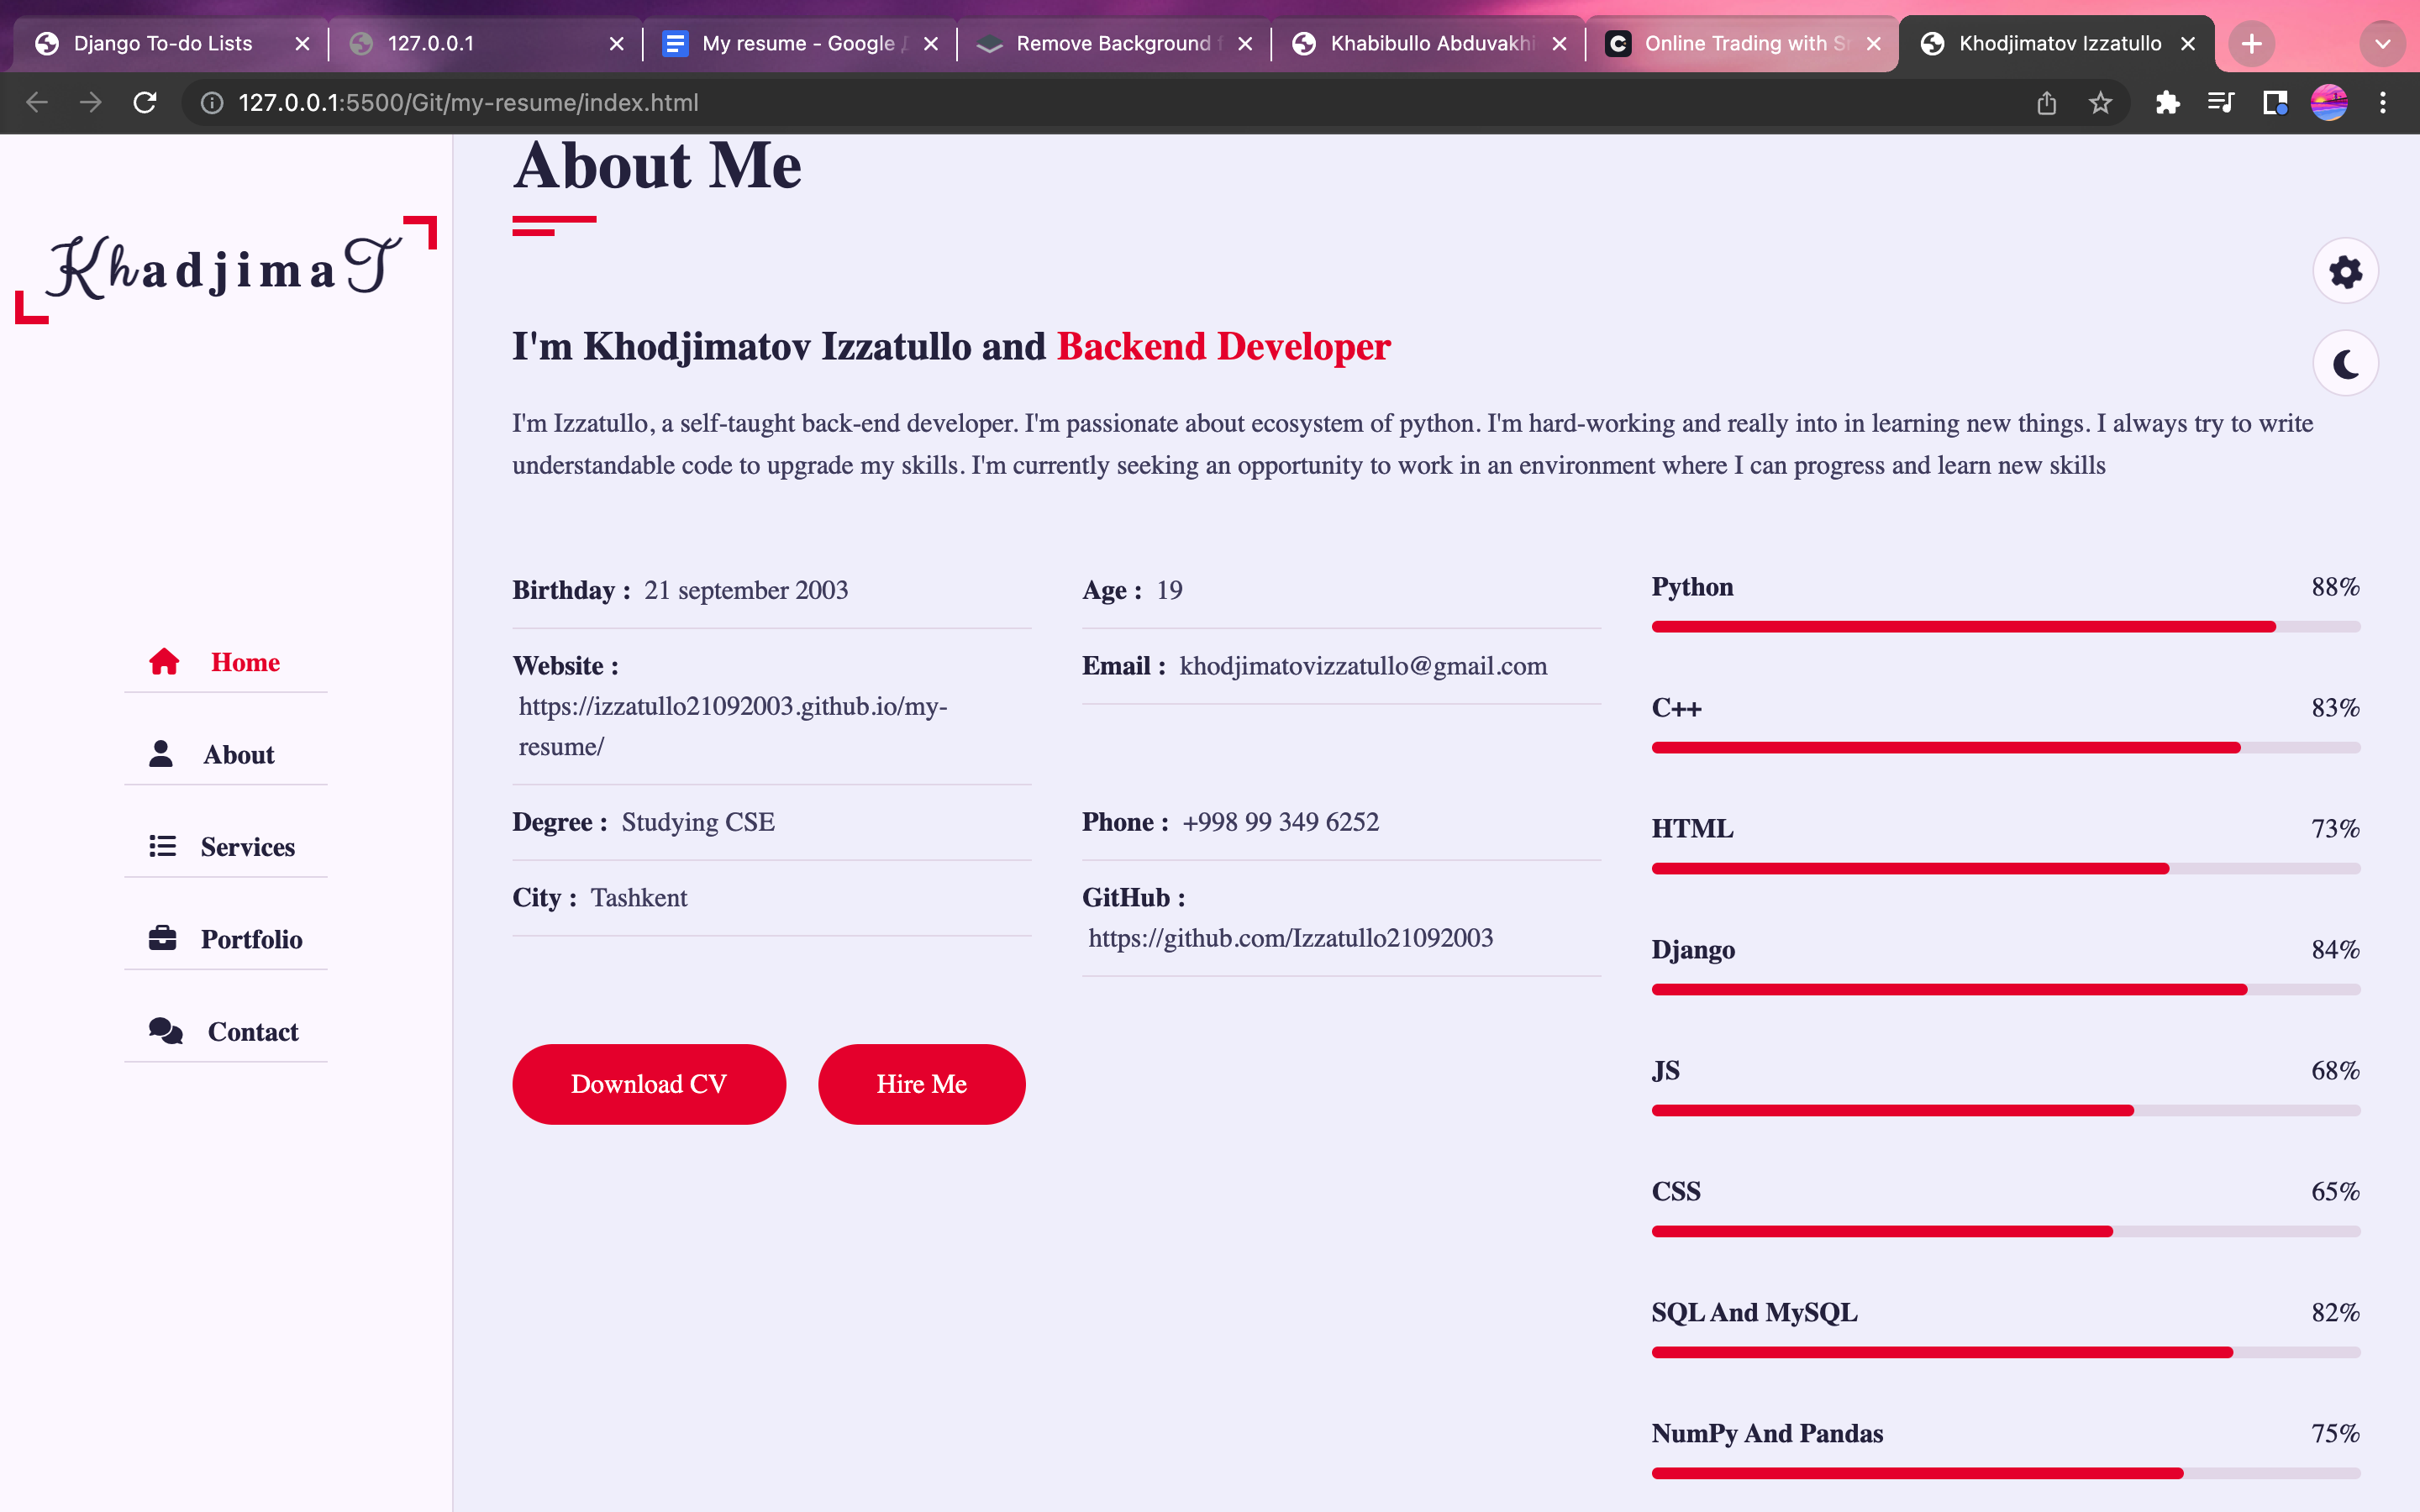 Django To-do Lists
127.0.0.1
My resume - Google
Remove Background
Khabibullo Abduvakhi
Online Trading with
Khodjimatov Izzatullo
127.0.0.1:5500/Git/my-resume/index.html
KhadjimaT
Home
About
Services
Portfolio
Contact
About Me
I'm Khodjimatov Izzatullo and Backend Developer
I'm Izzatullo, a self-taught back-end developer. I'm passionate about ecosystem of python. I'm hard-working and really into in learning new things. I always try to write
understandable code to upgrade my skills. I'm currently seeking an opportunity to work in an environment where I can progress and learn new skills
Birthday : 21 september 2003
Website :
https://izzatullo21092003.github.io/my-
resume/
Degree : Studying CSE
City : Tashkent
Age : 19
Email : khodjimatovizzatullo@gmail.com
Phone : +998 99 349 6252
GitHub :
https://github.com/Izzatullo21092003
Download CV
Hire Me
Python 88%
C++ 83%
HTML 73%
Django 84%
JS 68%
CSS 65%
SQL And MySQL 82%
NumPy And Pandas 75%